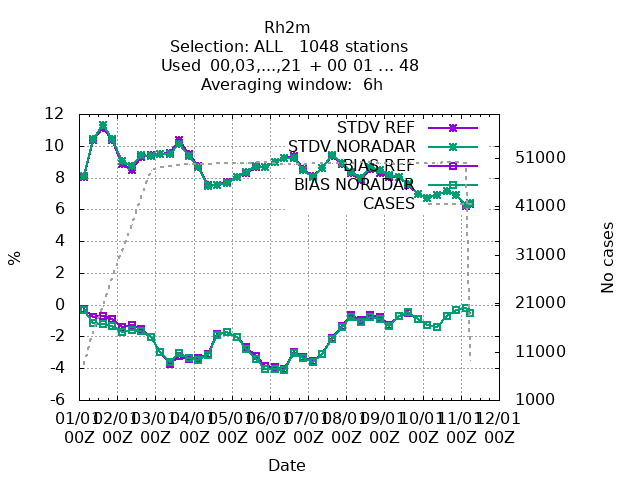 Rh2m
Selection: ALL   1048 stations
Used  00,03,...,21  + 00 01 ... 48
Averaging window:  6h
12
10
8
6
4
2
0
-2
-4
-6
%
STDV REF
STDV NORADAR
BIAS REF
BIAS NORADAR
CASES
51000
41000
31000
21000
11000
1000
No cases
01/01 02/01 03/01 04/01 05/01 06/01 07/01 08/01 09/01 10/01 11/01 12/01
00Z 00Z 00Z 00Z 00Z 00Z 00Z 00Z 00Z 00Z 00Z 00Z
Date